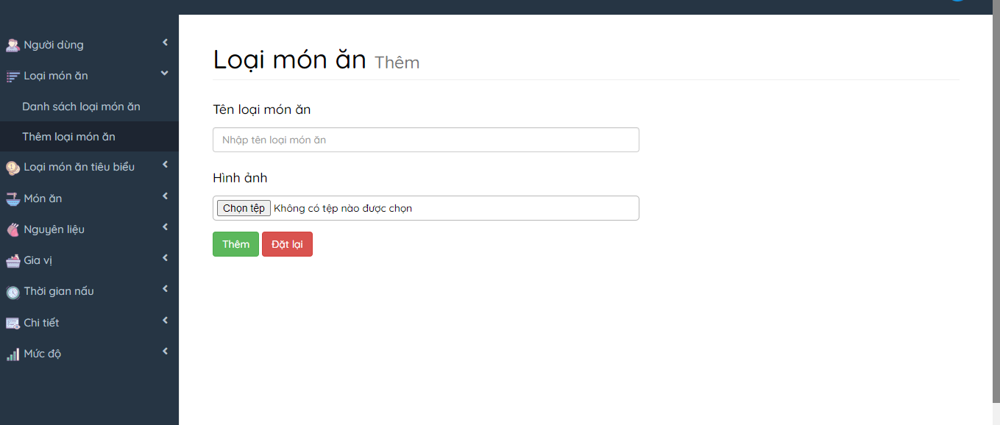 Người dùng
Loại món ăn
Danh sách loại món ăn
Thêm loại món ăn
Loại món ăn tiêu biểu
Món ăn
Nguyên liệu
Gia vị
Thời gian nấu
Chi tiết
Mức độ
Loại món ăn Thêm
Tên loại món ăn
Nhập tên loại món ăn
Hình ảnh
Chọn tệp Không có tệp nào được chọn
Thêm Đặt lại